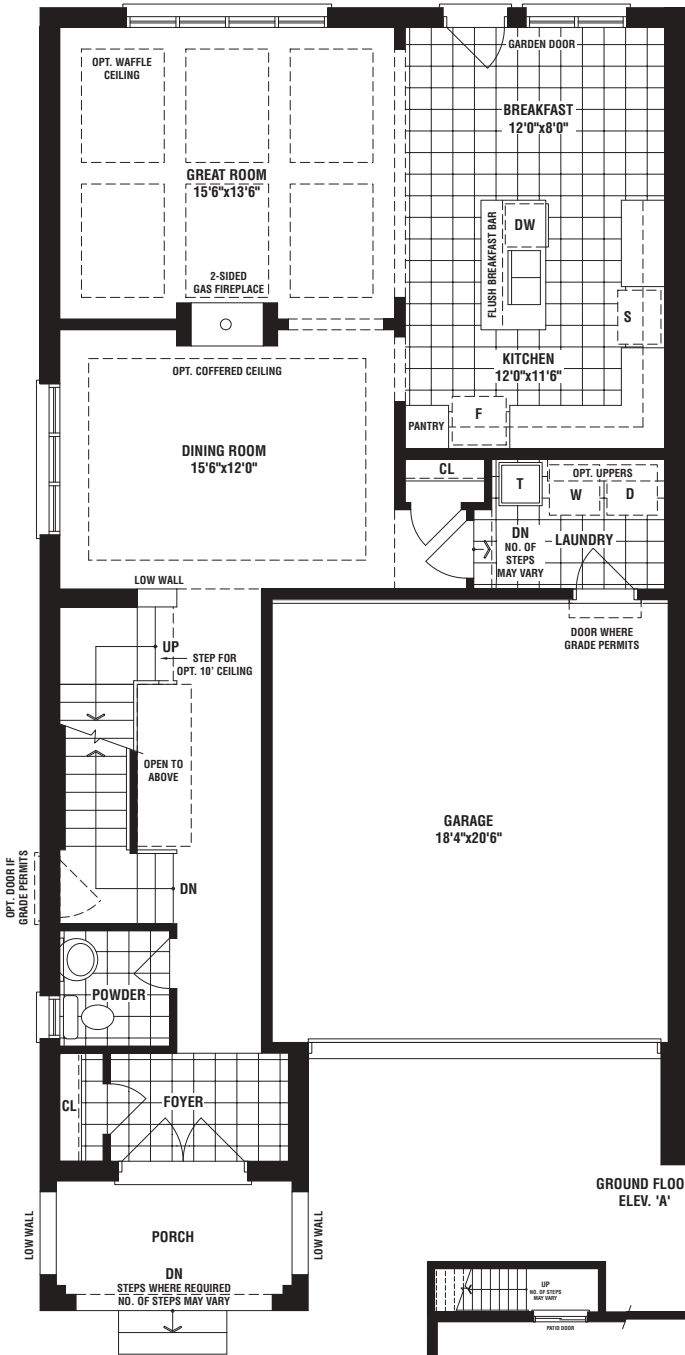 GARDEN DOOR
OPT. WAFFLE
CEILING
BREAKFAST
12'0"x8'0"
GREAT ROOM
15'6"x13'6"
DW
FLUSH BREAKFAST BAR
2-SIDED
GAS FIREPLACE
S
OPT. COFFERED CEILING
KITCHEN
12'0"x11'6"
F
PANTRY
DINING ROOM
15'6"x12'0"
CL
T
OPT. UPPERS
W
D
DN
NO. OF
STEPS
MAY VARY
LAUNDRY
LOW WALL
DOOR WHERE
GRADE PERMITS
UP
STEP FOR
OPT. 10' CEILING
OPEN TO
ABOVE
GARAGE
18'4"x20'6"
OPT. DOOR IF
GRADE PERMITS
DN
POWDER
CL
FOYER
GROUND FLOO
ELEV. 'A'
LOW WALL
PORCH
LOW WALL
DN
STEPS WHERE REQUIRED
NO. OF STEPS MAY VARY
UP
NO. OF STEPS
MAY VARY
PATIO DOOR